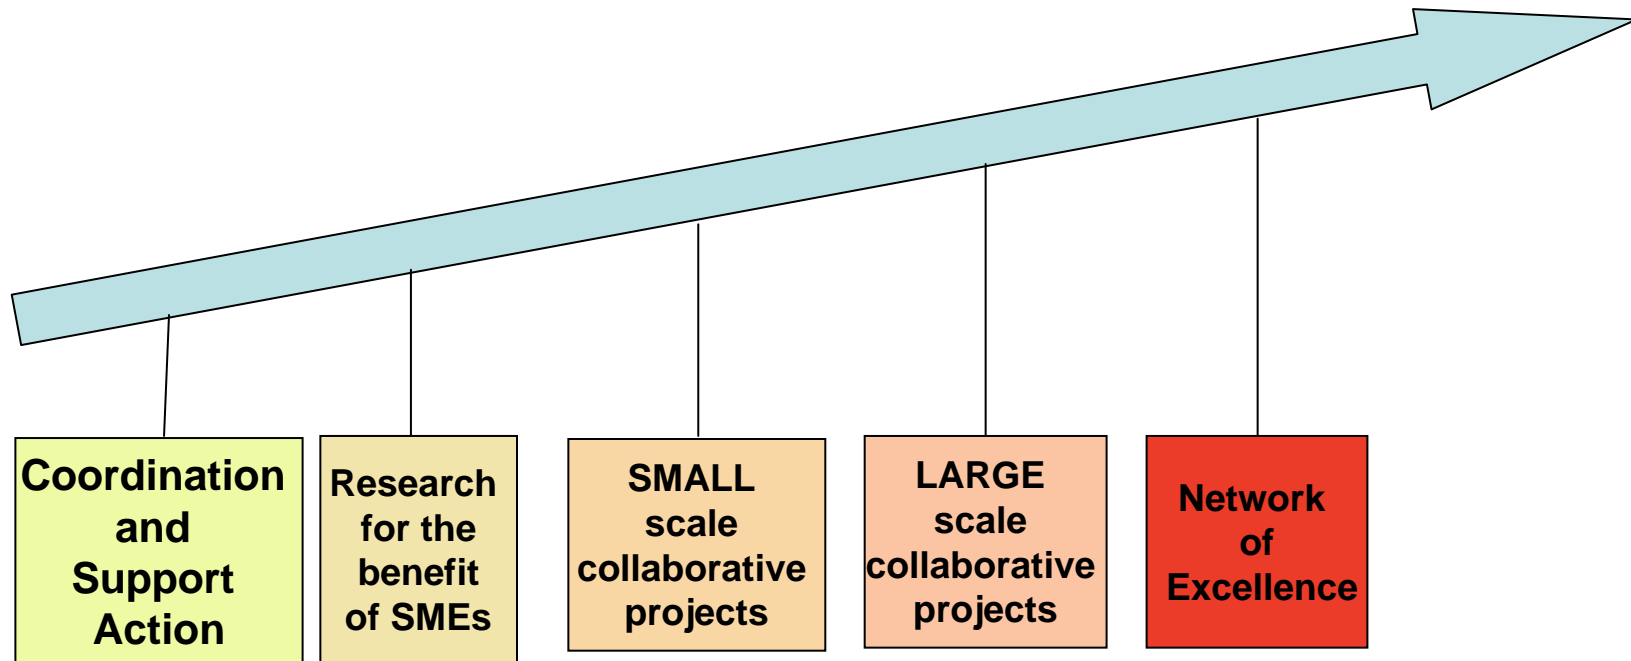 Coordination
and
Support
Action
Research
for the
benefit
of SMEs
SMALL
scale
collaborative
projects
LARGE
scale
collaborative
projects
Network
of
Excellence